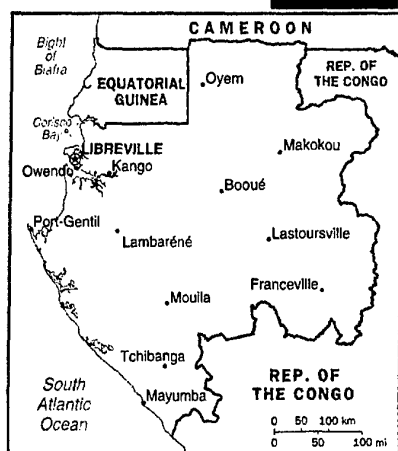 CAMEROON
Bight
of
Biafra
EQUATORIAL
GUINEA
Oyem
REP. OF
THE CONGO
Corisco
Bay
LIBREVILLE
Owendo
Kango
Makokou
Booué
Port-Gentil
Lambaréné
Lastoursville
Mouila
Franceville
Tchibanga
Mayumba
South
Atlantic
Ocean
REP. OF
THE CONGO
0 50 100 km
0 50 100 mi